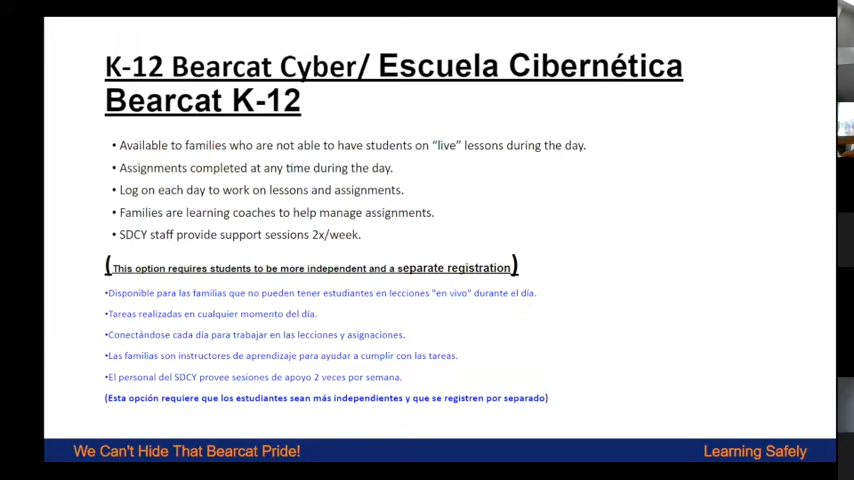 K-12 Bearcat Cyber/ Escuela Cibernética
Bearcat K-12
• Available to families who are not able to have students on “live” lessons during the day.
• Assignments completed at any time during the day.
• Log on each day to work on lessons and assignments.
• Families are learning coaches to help manage assignments.
• SDCY staff provide support sessions 2x/week.
(This option requires students to be more independent and a separate registration)
•Disponible para las familias que no pueden tener estudiantes en lecciones "en vivo" durante el día.
•Tareas realizadas en cualquier momento del día.
•Conectándose cada día para trabajar en las lecciones y asignaciones.
•Las familias son instructores de aprendizaje para ayudar a cumplir con las tareas.
•El personal del SDCY provee sesiones de apoyo 2 veces por semana.
(Esta opción requiere que los estudiantes sean más independientes y que se registren por separado)
We Can't Hide That Bearcat Pride!
Learning Safely